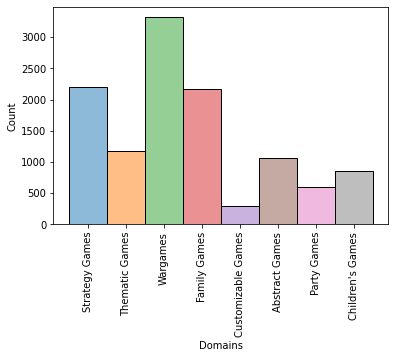 3000
2500
2000
1500
1000
500
0
Count
Strategy Games
Thematic Games
Wargames
Family Games
Customizable Games
Abstract Games
Party Games
Children's Games
Domains